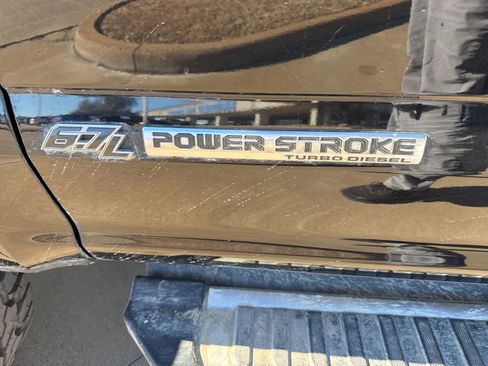 6.7L POWER STROKE
TURBO DIESEL